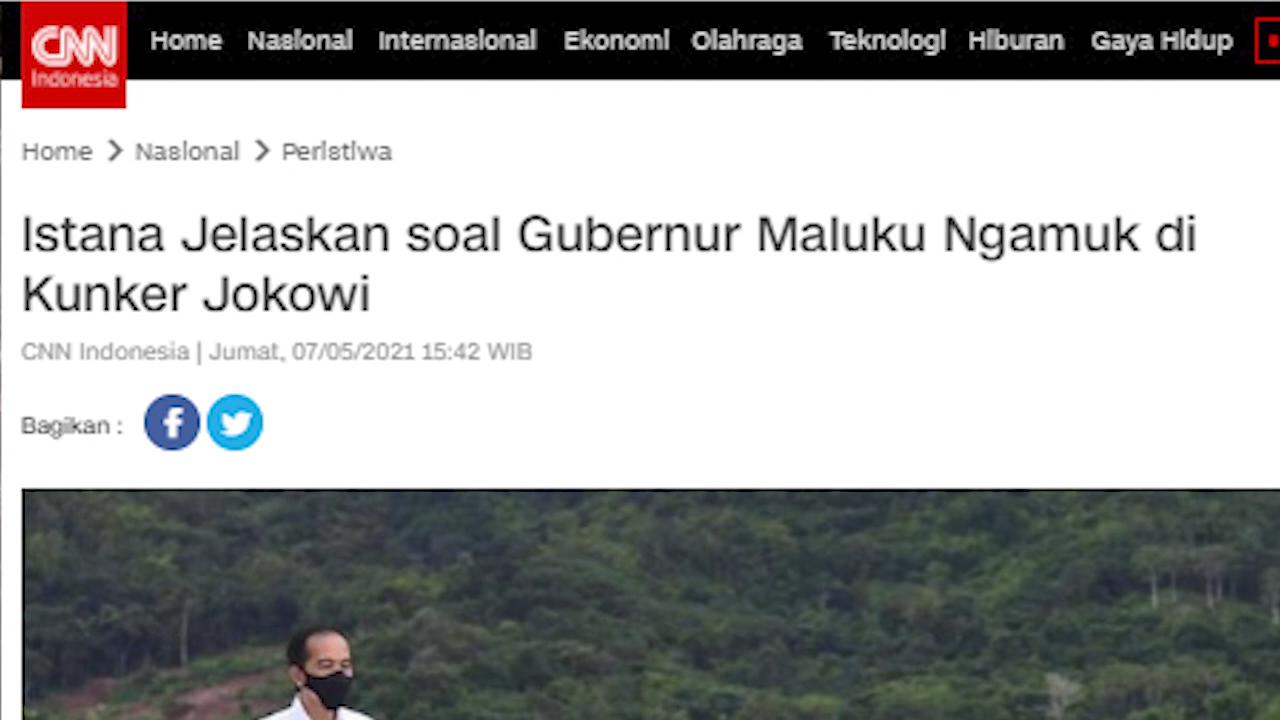 CNN
Indonesia
Home Nasional Internasional Ekonomi Olahraga Teknologi Hiburan Gaya Hidup
Home > Nasional > Peristiwa
Istana Jelaskan soal Gubernur Maluku Ngamuk di
Kunker Jokowi
CNN Indonesia | Jumat, 07/05/2021 15:42 WIB
Bagikan :